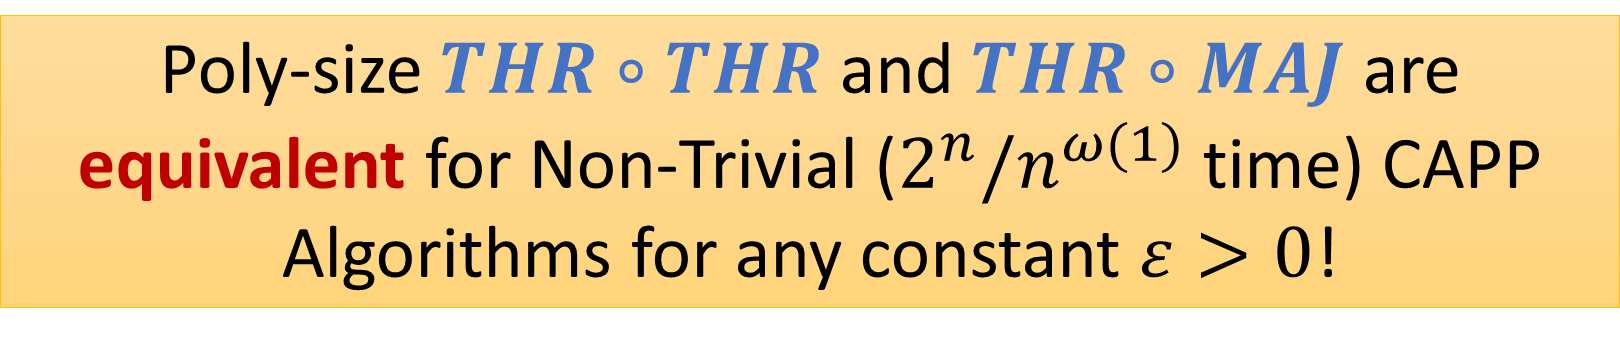 Poly-size THR ∘ THR and THR ∘ MAJ are
equivalent for Non-Trivial (2^n/n^{ω(1)} time) CAPP
Algorithms for any constant ε > 0!